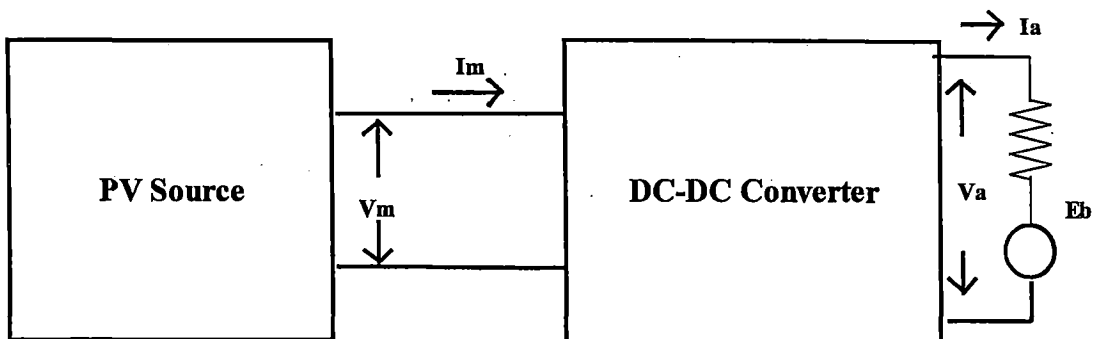 Ia
Im
PV Source
DC-DC Converter
Vm
Va
Eb